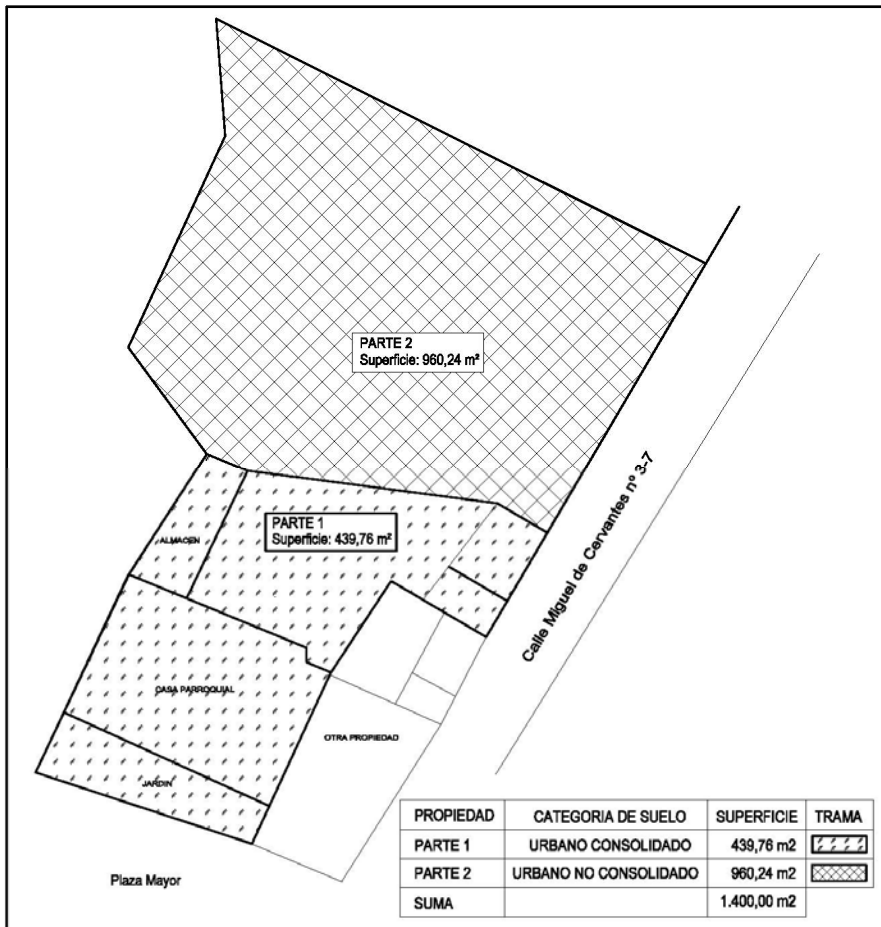 PARTE 2
Superficie: 960,24 m²
PARTE 1
Superficie: 439,76 m²
ALMACEN
Calle Miguel de Cervantes nº 3-7
CASA PARROQUIAL
OTRA PROPIEDAD
JARDIN
Plaza Mayor
PROPIEDAD CATEGORIA DE SUELO SUPERFICIE TRAMA
PARTE 1 URBANO CONSOLIDADO 439,76 m2
PARTE 2 URBANO NO CONSOLIDADO 960,24 m2
SUMA 1.400,00 m2